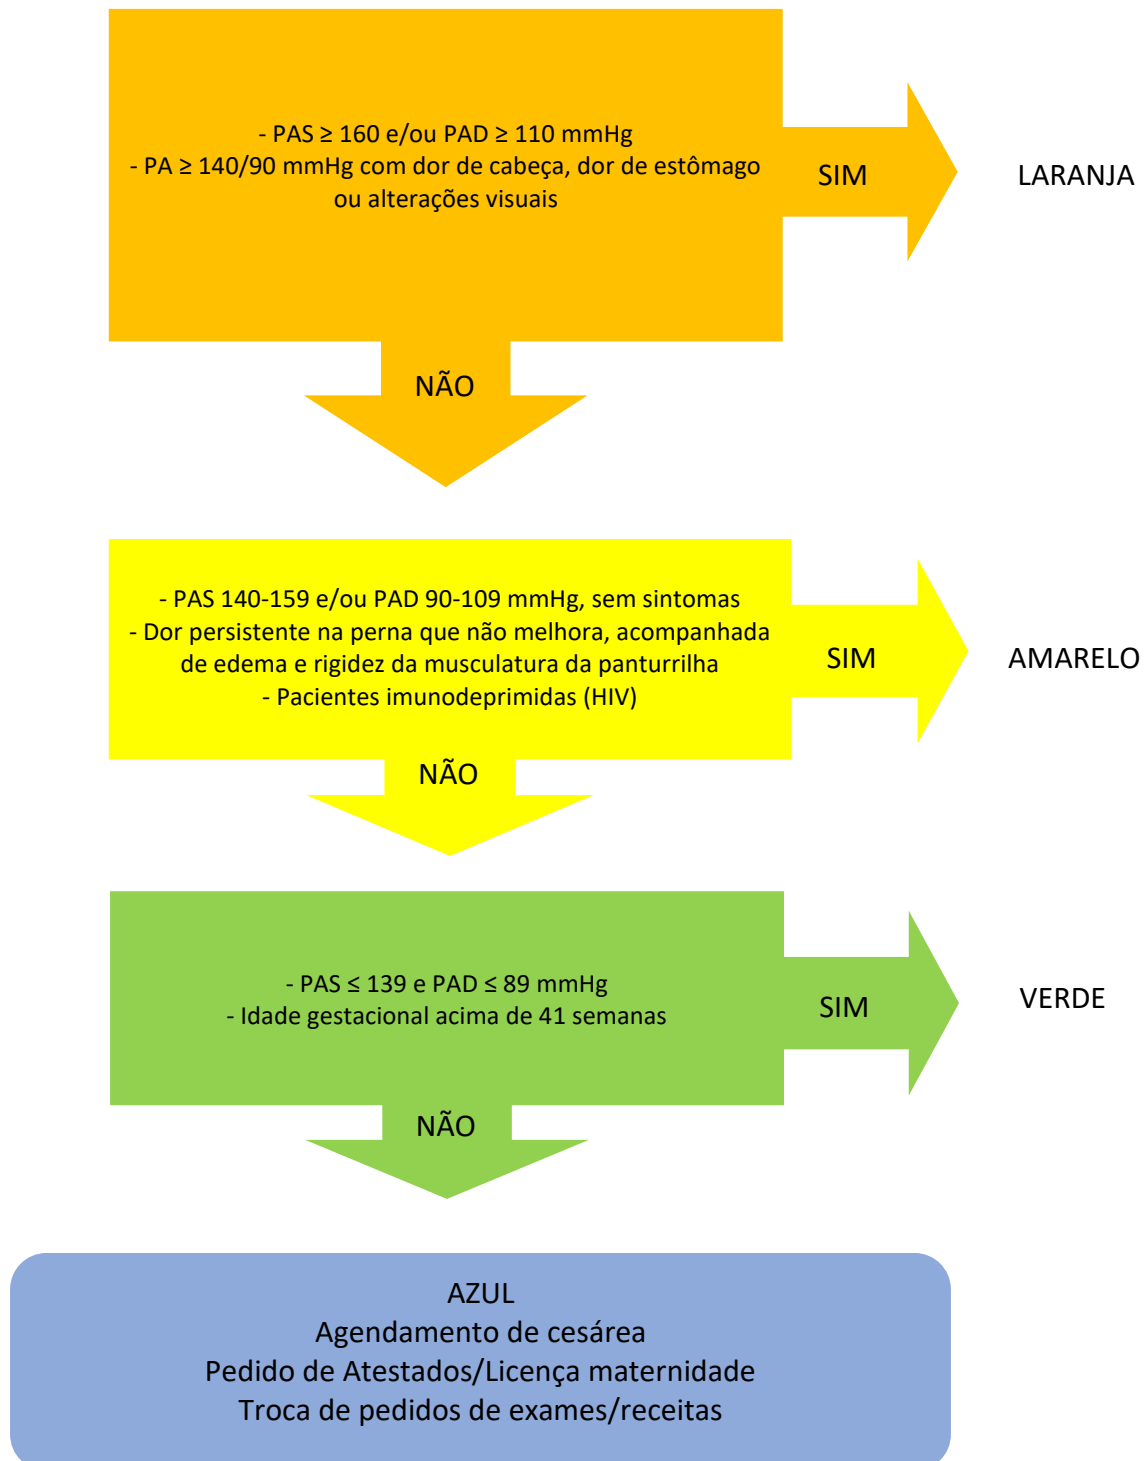 - PAS ≥ 160 e/ou PAD ≥ 110 mmHg
- PA ≥ 140/90 mmHg com dor de cabeça, dor de estômago
ou alterações visuais
SIM
LARANJA
NÃO
- PAS 140-159 e/ou PAD 90-109 mmHg, sem sintomas
- Dor persistente na perna que não melhora, acompanhada
de edema e rigidez da musculatura da panturrilha
- Pacientes imunodeprimidas (HIV)
SIM
AMARELO
NÃO
- PAS ≤ 139 e PAD ≤ 89 mmHg
- Idade gestacional acima de 41 semanas
SIM
VERDE
NÃO
AZUL
Agendamento de cesárea
Pedido de Atestados/Licença maternidade
Troca de pedidos de exames/receitas